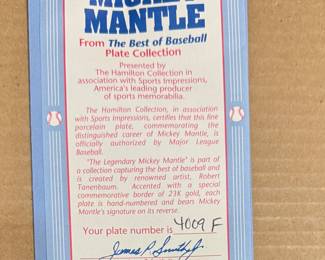 MICKEY
MANTLE
From The Best of Baseball
Plate Collection
Presented by
The Hamilton Collection in
association with Sports Impressions,
America's leading producer
of sports memorabilia.
The Hamilton Collection, in association
with Sports Impressions, certifies that this fine
porcelain plate, commemorating the
distinguished career of Mickey Mantle, is
officially authorized by Major League
Baseball.
"The Legendary Mickey Mantle" is part of
a collection capturing the best of baseball and
is created by renowned artist, Robert
Tanenbaum. Accented with a special
commemorative border of 23K gold, each
plate is hand-numbered and bears Mickey
Mantle's signature on its reverse.
Your plate number is 4009 F
James P. Smith Jr.